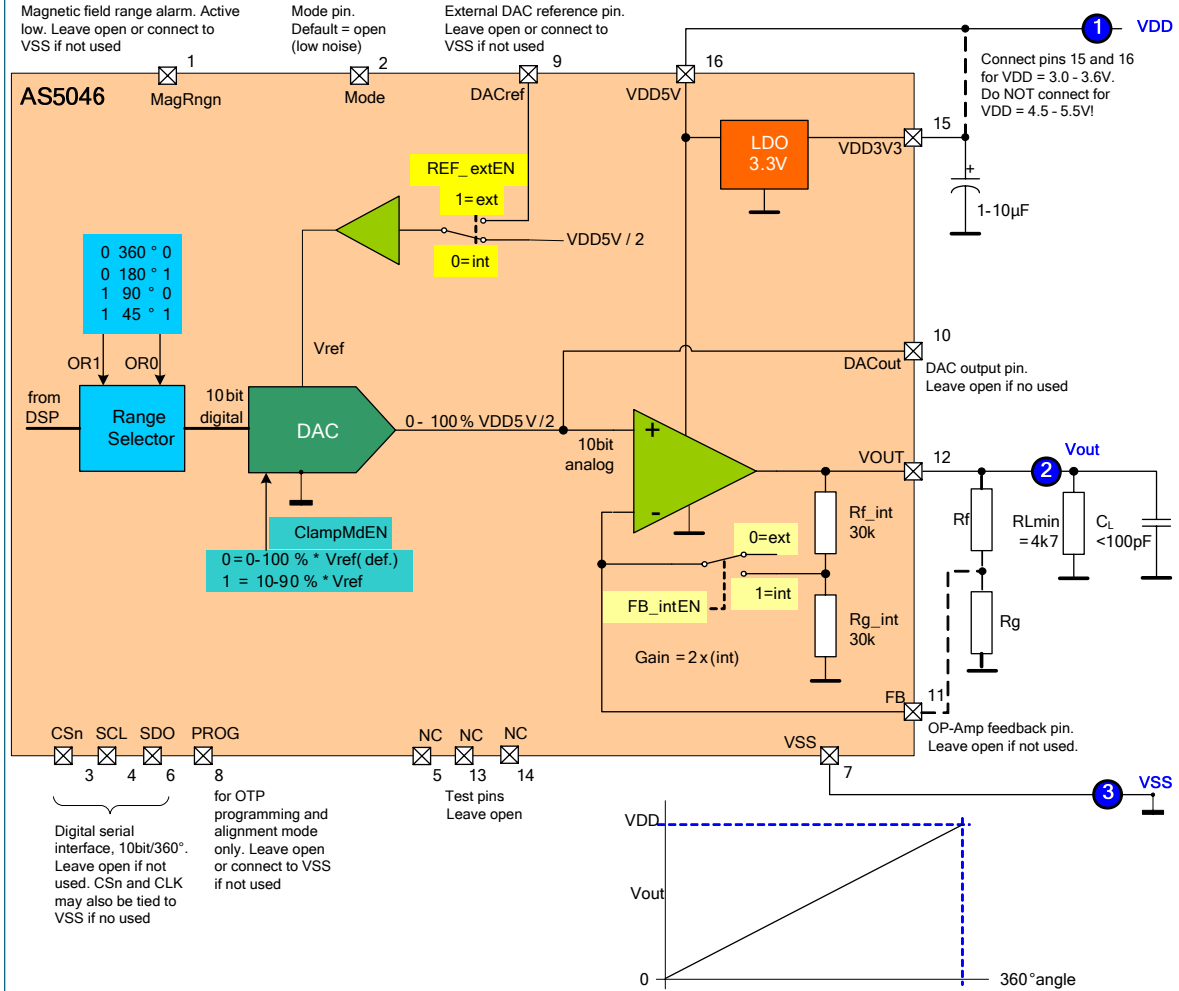 Magnetic field range alarm. Active
low. Leave open or connect to
VSS if not used
Mode pin.
Default = open
(low noise)
External DAC reference pin.
Leave open or connect to
VSS if not used
1
VDD
Connect pins 15 and 16
for VDD = 3.0 - 3.6V.
Do NOT connect for
VDD = 4.5 - 5.5V!
1
2
9
16
AS5046
MagRngn
Mode
DACref
VDD5V
15
VDD3V3
LDO
3.3V
+
1-10µF
REF_extEN
1= ext
VDD5V / 2
0= int
0 360 ° 0
0 180 ° 1
1 90 ° 0
1 45 ° 1
Vref
OR1
OR0
from
DSP
Range
Selector
10 bit
digital
DAC
0 - 100 % VDD5 V /2
10bit
analog
+
-
10
DACout
DAC output pin.
Leave open if no used
VOUT
12
2
Vout
Rf_int
30k
Rf
RLmin
= 4k7
CL
<100pF
ClampMdEN
0 = 0-100 % * Vref( def.)
1 = 10-90 % * Vref
0=ext
1=int
FB_intEN
Rg_int
30k
Rg
Gain = 2 x (int)
FB
11
OP-Amp feedback pin.
Leave open if not used.
CSn
SCL
SDO
PROG
NC
NC
NC
VSS
3
4
6
8
5
13
14
7
for OTP
programming and
alignment mode
only. Leave open
or connect to VSS
if not used
Test pins
Leave open
3
VSS
Digital serial
interface, 10bit/360°.
Leave open if not
used. CSn and CLK
may also be tied to
VSS if no used
VDD
Vout
0
360°angle